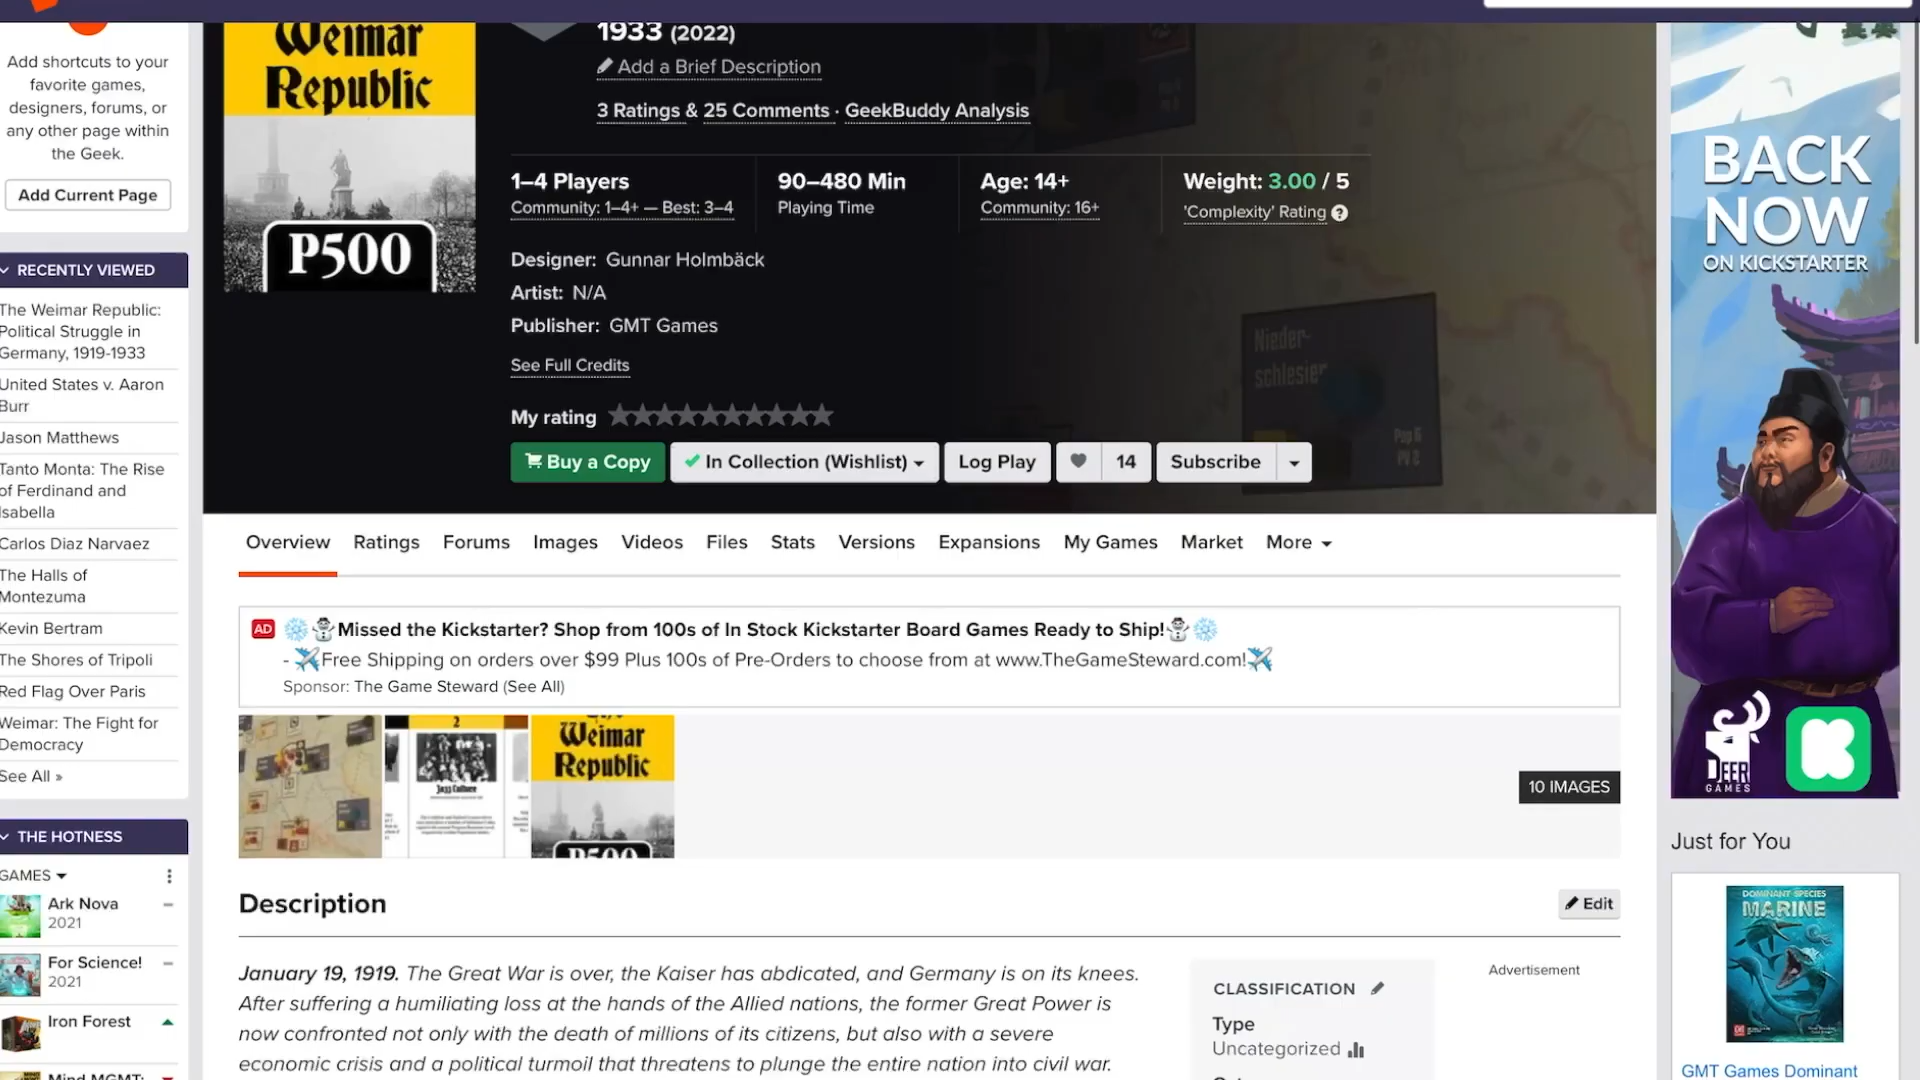 Add shortcuts to your
favorite games,
designers, forums, or
any other page within
the Geek.
Add Current Page
RECENTLY VIEWED
The Weimar Republic:
Political Struggle in
Germany, 1919-1933
United States v. Aaron
Burr
Jason Matthews
Tanto Monta: The Rise
of Ferdinand and
Isabella
Carlos Diaz Narvaez
The Halls of
Montezuma
Kevin Bertram
The Shores of Tripoli
Red Flag Over Paris
Weimar: The Fight for
Democracy
See All »
THE HOTNESS
GAMES
Ark Nova
2021
For Science!
2021
Iron Forest
Mind MGMT:
Weimar
Republic
P500
1933 (2022)
Add a Brief Description
3 Ratings & 25 Comments · GeekBuddy Analysis
1–4 Players
Community: 1–4+ — Best: 3–4
90–480 Min
Playing Time
Age: 14+
Community: 16+
Weight: 3.00 / 5
'Complexity' Rating ?
Designer: Gunnar Holmbäck
Artist: N/A
Publisher: GMT Games
See Full Credits
My rating
Buy a Copy
In Collection (Wishlist)
Log Play
14
Subscribe
Nieder-
schlesien
Overview Ratings Forums Images Videos Files Stats Versions Expansions My Games Market More
AD
Missed the Kickstarter? Shop from 100s of In Stock Kickstarter Board Games Ready to Ship!
- Free Shipping on orders over $99 Plus 100s of Pre-Orders to choose from at www.TheGameSteward.com!
Sponsor: The Game Steward (See All)
2
Jazz Culture
Weimar
Republic
P500
10 IMAGES
Description
Edit
January 19, 1919. The Great War is over, the Kaiser has abdicated, and Germany is on its knees.
After suffering a humiliating loss at the hands of the Allied nations, the former Great Power is
now confronted not only with the death of millions of its citizens, but also with a severe
economic crisis and a political turmoil that threatens to plunge the entire nation into civil war.
CLASSIFICATION
Type
Uncategorized
Advertisement
BACK
NOW
ON KICKSTARTER
DEER
GAMES
K
Just for You
DOMINANT SPECIES
MARINE
GMT Games Dominant